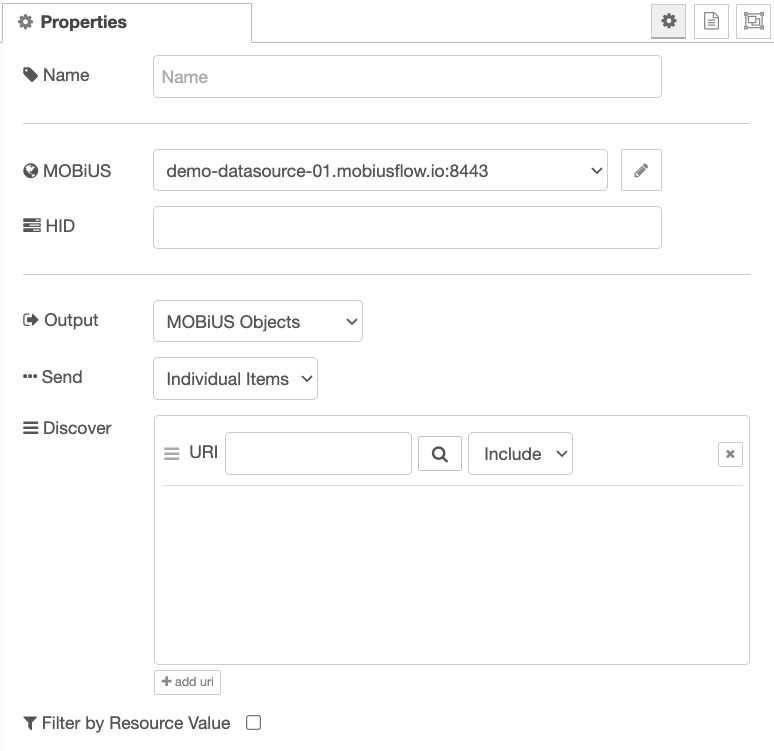 Properties
Name Name
MOBiUS demo-datasource-01.mobiusflow.io:8443
HID
Output MOBiUS Objects
Send Individual Items
Discover
URI Include
add uri
Filter by Resource Value